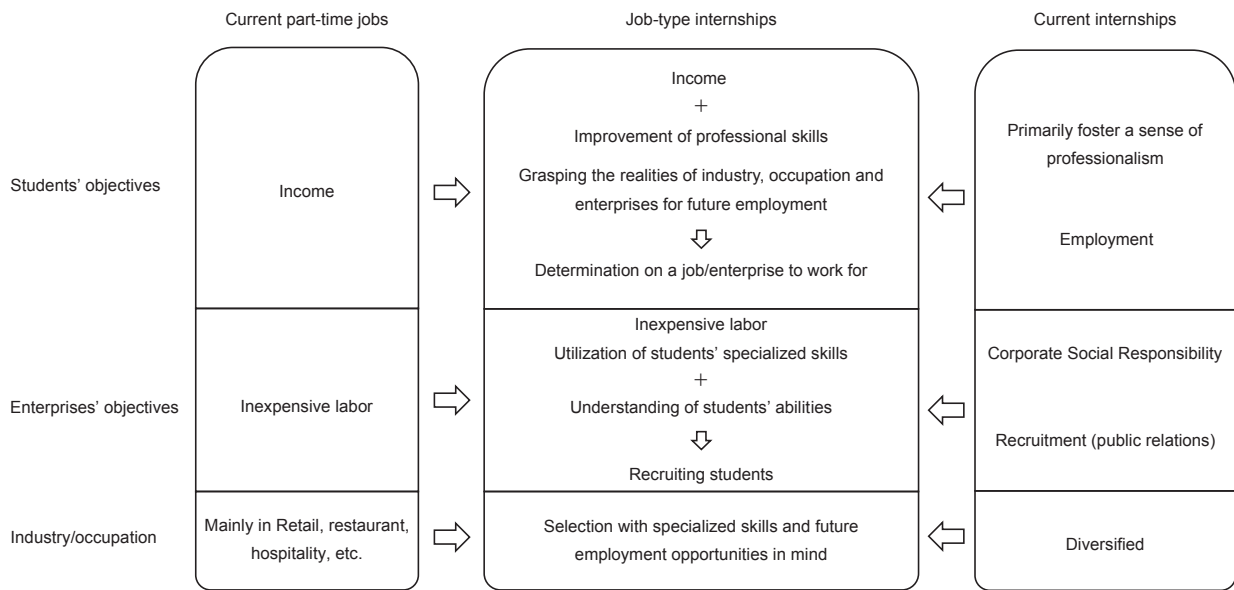 Current part-time jobs
Job-type internships
Current internships
Students’ objectives
Income
Income
+
Improvement of professional skills
Grasping the realities of industry, occupation and
enterprises for future employment
Determination on a job/enterprise to work for
Primarily foster a sense of
professionalism
Employment
Enterprises’ objectives
Inexpensive labor
Inexpensive labor
Utilization of students’ specialized skills
+
Understanding of students’ abilities
Recruiting students
Corporate Social Responsibility
Recruitment (public relations)
Industry/occupation
Mainly in Retail, restaurant,
hospitality, etc.
Selection with specialized skills and future
employment opportunities in mind
Diversified